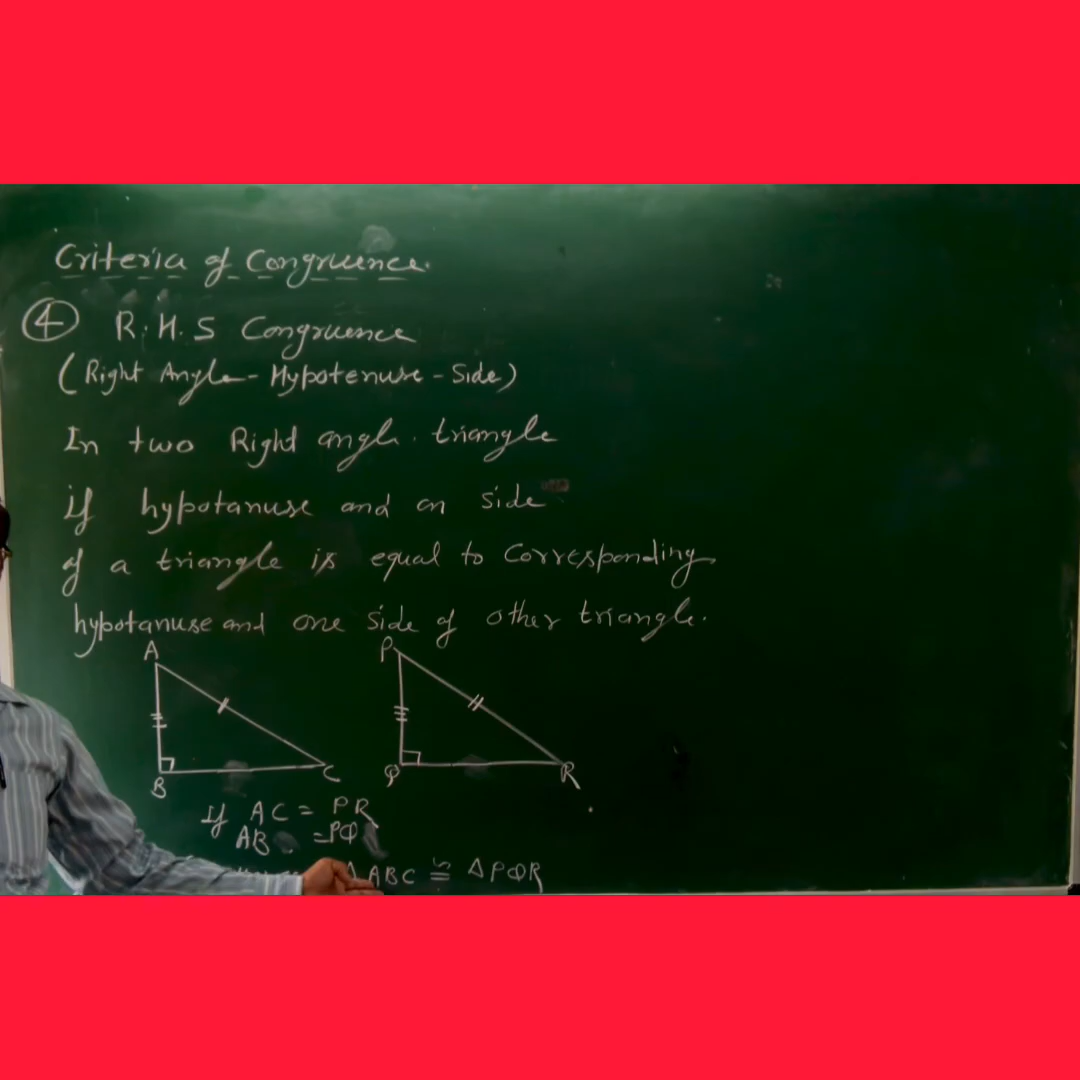 Criteria of Congruence.
④ R.H.S Congruence
(Right Angle-Hypotenuse-Side)
In two Right angle. triangle
if hypotanuse and on side
of a triangle is equal to Corresponding
hypotanuse and one side of other triangle.
A P
B C Q R
If AC = PR
AB = PQ
Δ ABC ≅ Δ PQR